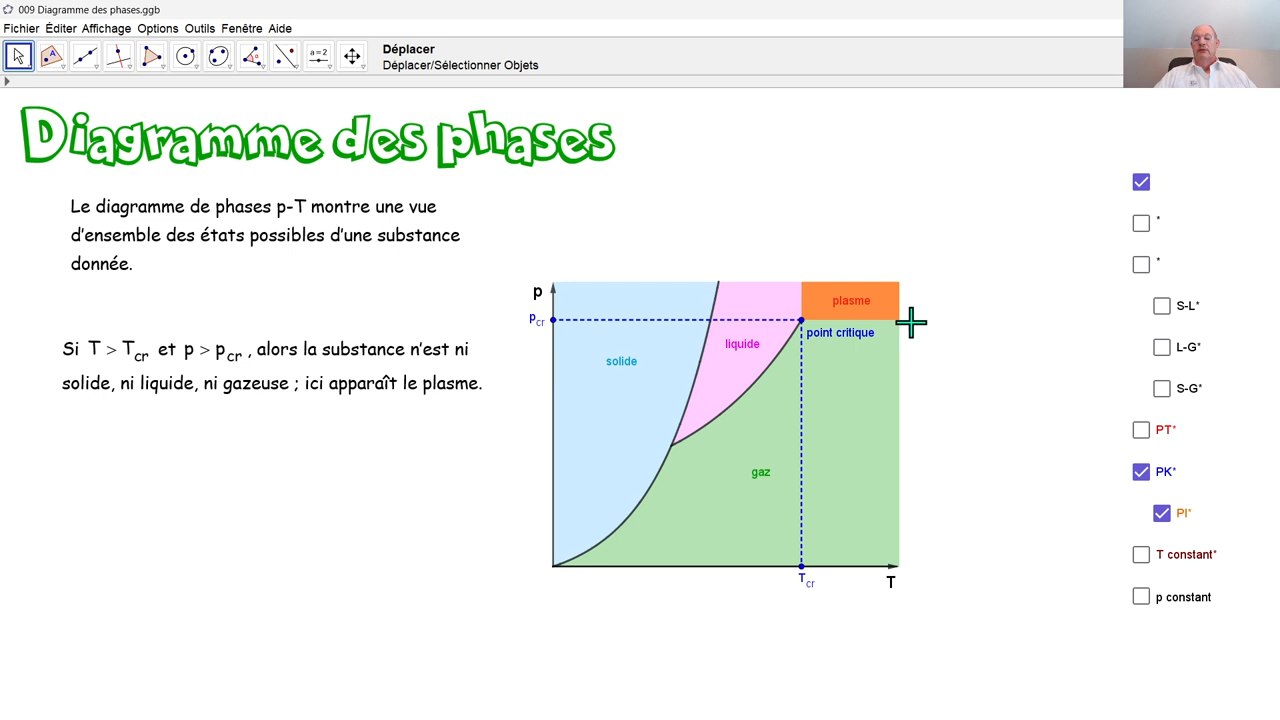 009 Diagramme des phases.ggb
Fichier Éditer Affichage Options Outils Fenêtre Aide
A
a=2
Déplacer
Déplacer/Sélectionner Objets
Diagramme des phases
Le diagramme de phases p-T montre une vue
d'ensemble des états possibles d'une substance
donnée.
Si T > Tcr et p > pcr , alors la substance n'est ni
solide, ni liquide, ni gazeuse ; ici apparaît le plasme.
p
pcr
plasme
point critique
liquide
solide
gaz
Tcr
T
*
*
S-L*
L-G*
S-G*
PT*
PK*
Pl*
T constant*
p constant